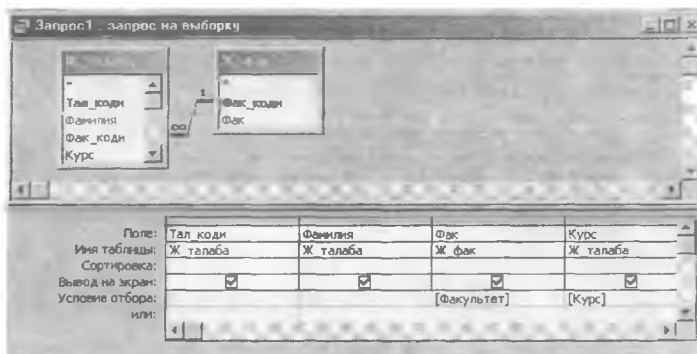 Запрос1 : запрос на выборку
*
Тал_коди
Фамилия
Фак_коди
Курс
∞
1
*
Фак_коди
Фак
Поле: Тал_коди Фамилия Фак Курс
Имя таблицы: Ж_талаба Ж_талаба Ж_фак Ж_талаба
Сортировка:
Вывод на экран:
Условие отбора: [Факультет] [Курс]
или: